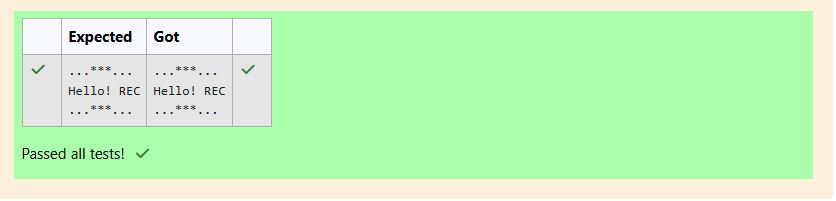 Expected Got
...***... ...***...
Hello! REC Hello! REC
...***... ...***...
Passed all tests!